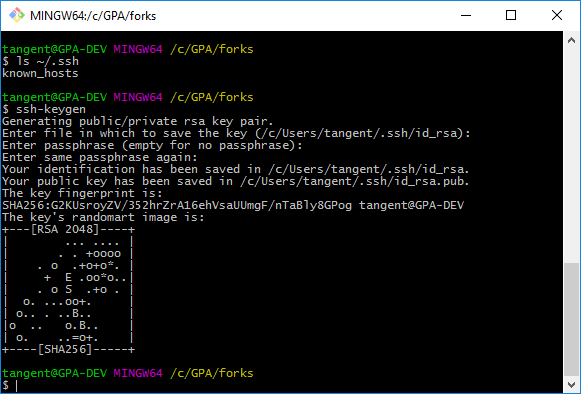 MINGW64:/c/GPA/forks
tangent@GPA-DEV MINGW64 /c/GPA/forks
$ ls ~/.ssh
known_hosts
tangent@GPA-DEV MINGW64 /c/GPA/forks
$ ssh-keygen
Generating public/private rsa key pair.
Enter file in which to save the key (/c/Users/tangent/.ssh/id_rsa):
Enter passphrase (empty for no passphrase):
Enter same passphrase again:
Your identification has been saved in /c/Users/tangent/.ssh/id_rsa.
Your public key has been saved in /c/Users/tangent/.ssh/id_rsa.pub.
The key fingerprint is:
SHA256:G2KUsroyZV/352hrZrA16ehVsaUUmgF/nTaBly8GPog tangent@GPA-DEV
The key's randomart image is:
+---[RSA 2048]----+
|        ... .... |
|       . . +oooo |
|    . o  .+o+o*. |
|     +  E .oo*o..|
|    . o S  .+o . |
|  o. ...oo+.     |
| o.. . ..B..     |
|o  ..   o.B..    |
| o.    ..=o+.    |
+----[SHA256]-----+
tangent@GPA-DEV MINGW64 /c/GPA/forks
$